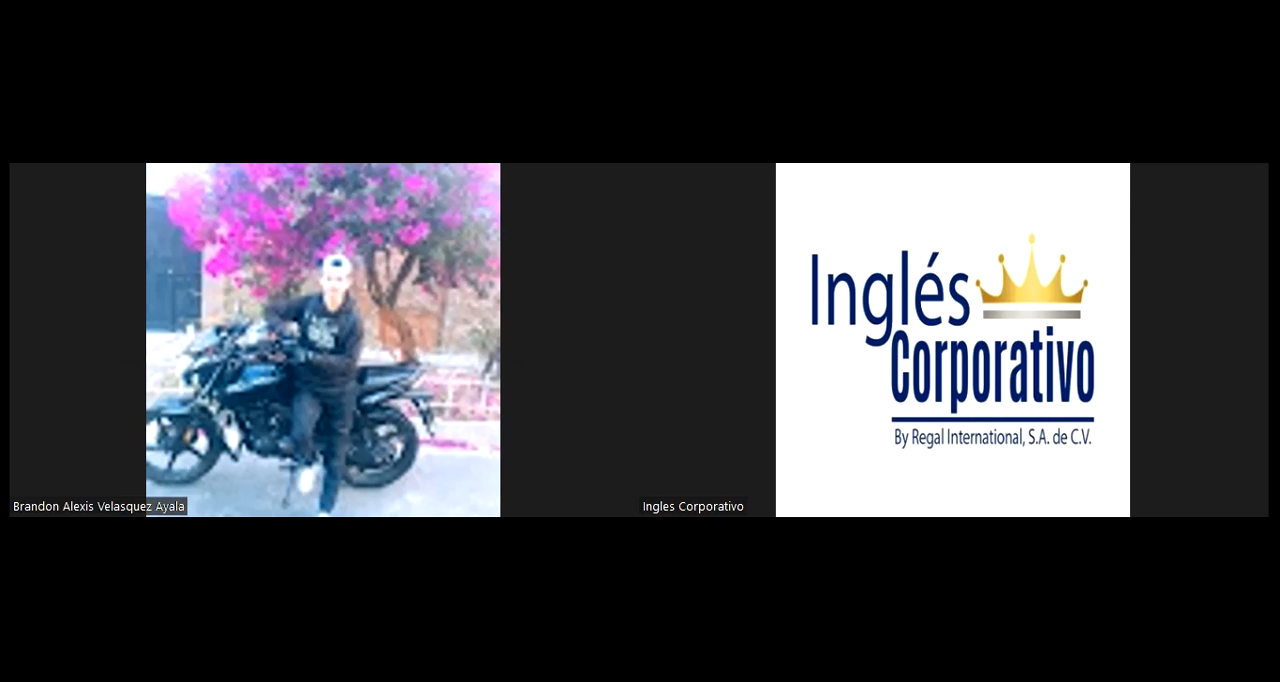 Inglés
Corporativo
By Regal International, S.A. de C.V.
Brandon Alexis Velasquez Ayala
Ingles Corporativo